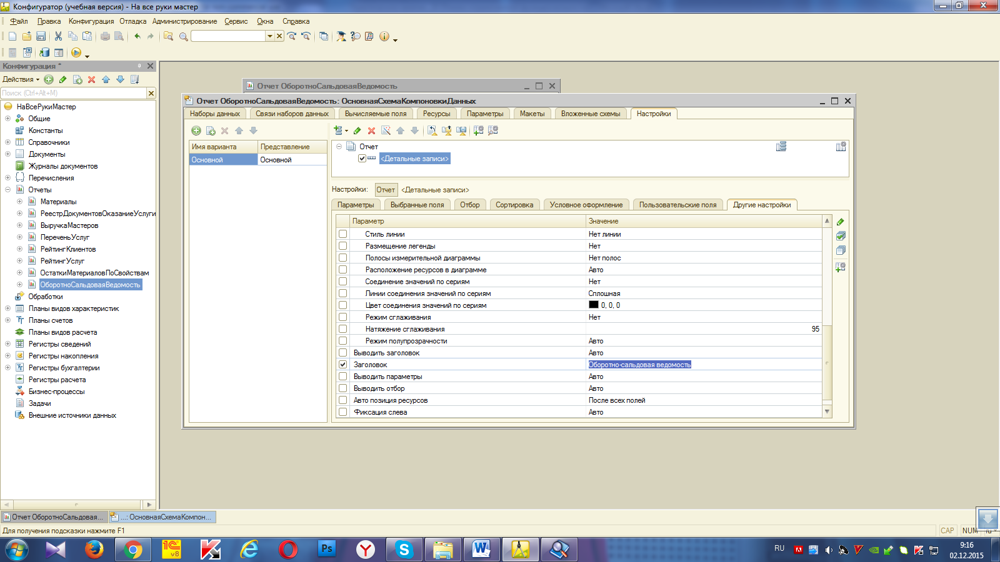 Конфигуратор (учебная версия) - На все руки мастер
Файл Правка Конфигурация Отладка Администрирование Сервис Окна Справка
Конфигурация *
Действия
Поиск (Ctrl+Alt+M)
НаВсеРукиМастер
Общие
Константы
Справочники
Документы
Журналы документов
Перечисления
Отчеты
Материалы
РеестрДокументовОказаниеУслуги
ВыручкаМастеров
ПереченьУслуг
РейтингКлиентов
РейтингУслуг
ОстаткиМатериаловПоСвойствам
ОборотноСальдоваяВедомость
Обработки
Планы видов характеристик
Планы счетов
Планы видов расчета
Регистры сведений
Регистры накопления
Регистры бухгалтерии
Регистры расчета
Бизнес-процессы
Задачи
Внешние источники данных
Отчет ОборотноСальдоваяВедомость
Отчет ОборотноСальдоваяВедомость: ОсновнаяСхемаКомпоновкиДанных
Наборы данных Связи наборов данных Вычисляемые поля Ресурсы Параметры Макеты Вложенные схемы Настройки
Имя варианта Представление
Основной Основной
Отчет
<Детальные записи>
Настройки: Отчет <Детальные записи>
Параметры Выбранные поля Отбор Сортировка Условное оформление Пользовательские поля Другие настройки
Параметр Значение
Стиль линии Нет линии
Размещение легенды Нет
Полосы измерительной диаграммы Нет полос
Расположение ресурсов в диаграмме Авто
Соединение значений по сериям Нет
Линии соединения значений по сериям Сплошная
Цвет соединения значений по сериям 0, 0, 0
Режим сглаживания Нет
Натяжение сглаживания 95
Режим полупрозрачности Авто
Выводить заголовок Авто
Заголовок Оборотно-сальдовая ведомость
Выводить параметры Авто
Выводить отбор Авто
Авто позиция ресурсов После всех полей
Фиксация слева Авто
Отчет ОборотноСальдовая... ...: ОсновнаяСхемаКомпон...
Для получения подсказки нажмите F1
CAP NUM
1С v8
Ps
RU
9:16
02.12.2015